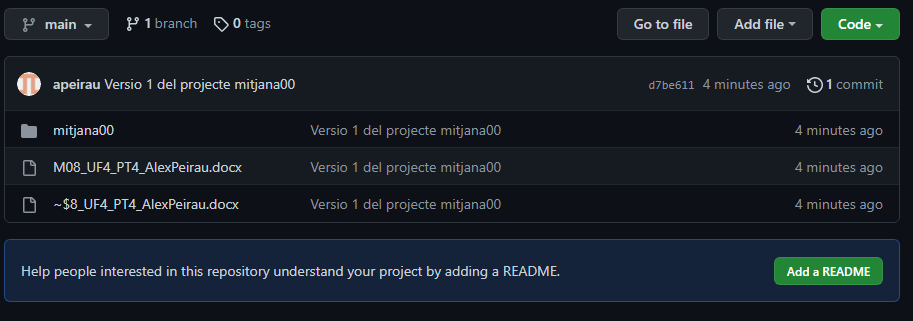 main 1 branch 0 tags Go to file Add file Code
apeirau Versio 1 del projecte mitjana00 d7be611 4 minutes ago 1 commit
mitjana00 Versio 1 del projecte mitjana00 4 minutes ago
M08_UF4_PT4_AlexPeirau.docx Versio 1 del projecte mitjana00 4 minutes ago
~$8_UF4_PT4_AlexPeirau.docx Versio 1 del projecte mitjana00 4 minutes ago
Help people interested in this repository understand your project by adding a README. Add a README